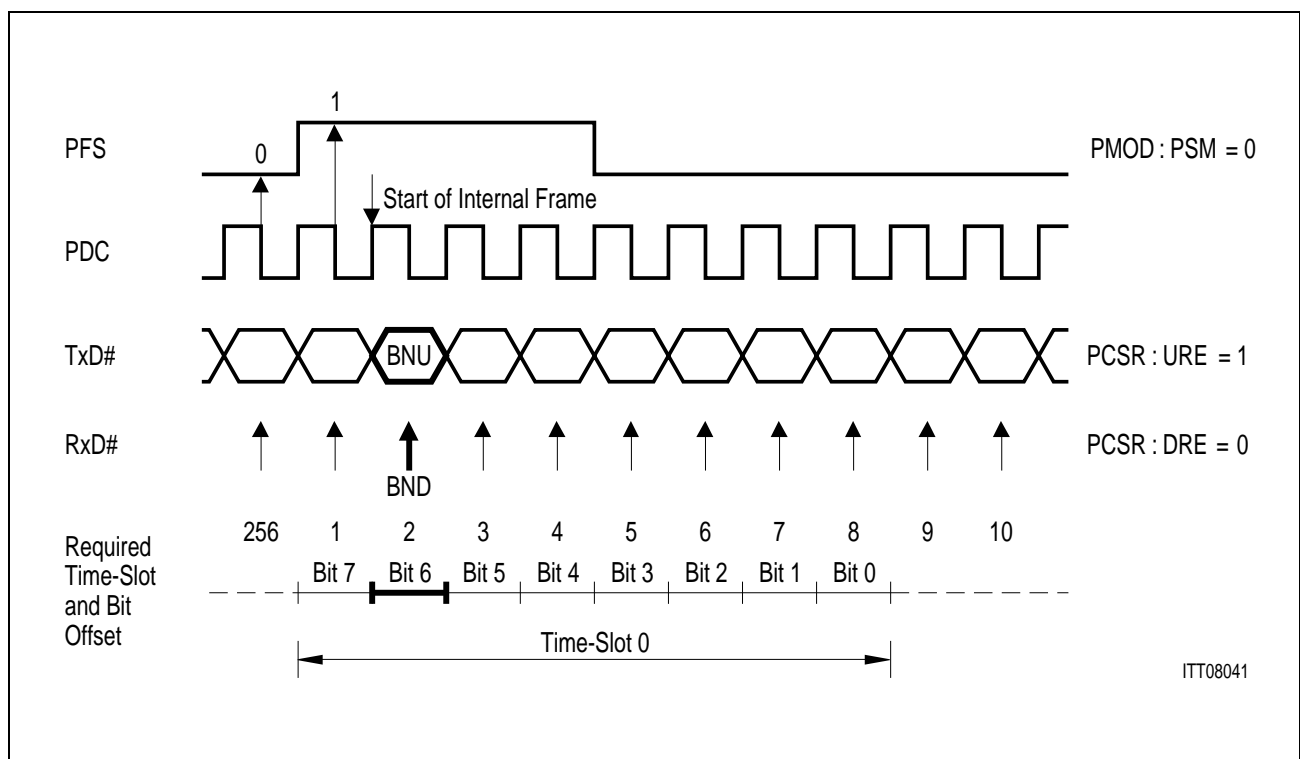 1
PFS
0
PMOD : PSM = 0
Start of Internal Frame
PDC
TxD#
BNU
PCSR : URE = 1
RxD#
PCSR : DRE = 0
BND
Required
Time-Slot
and Bit
Offset
256 1 2 3 4 5 6 7 8 9 10
Bit 7 Bit 6 Bit 5 Bit 4 Bit 3 Bit 2 Bit 1 Bit 0
Time-Slot 0
ITT08041